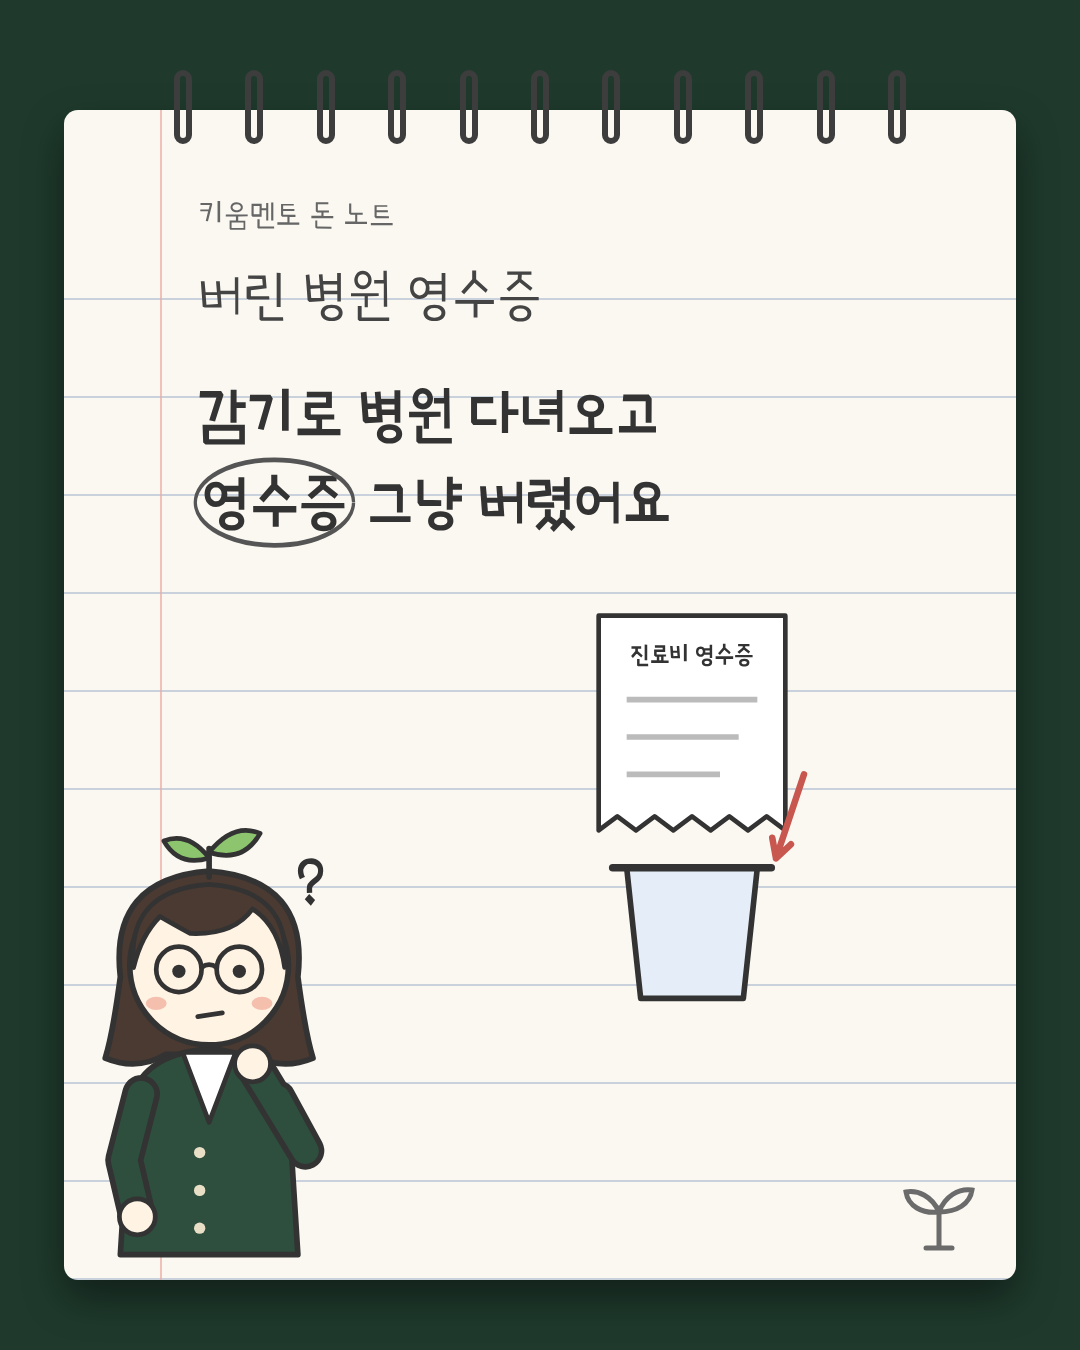 키움멘토 돈 노트
버린 병원 영수증
감기로 병원 다녀오고
영수증 그냥 버렸어요
진료비 영수증
?